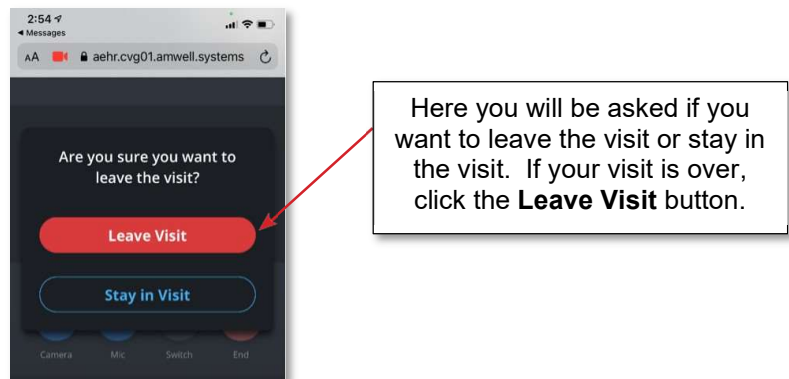 2:54
◄ Messages
AA aehr.cvg01.amwell.systems
Are you sure you want to
leave the visit?
Leave Visit
Stay in Visit
Camera Mic Switch End
Here you will be asked if you
want to leave the visit or stay in
the visit.  If your visit is over,
click the Leave Visit button.